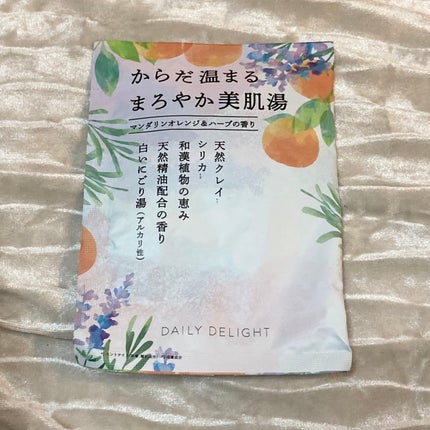 からだ温まる
まろやか美肌湯
マンダリンオレンジ&ハーブの香り
天然クレイ
シリカ
和漢植物の恵み
天然精油配合の香り
白いにごり湯(アルカリ性)
DAILY DELIGHT